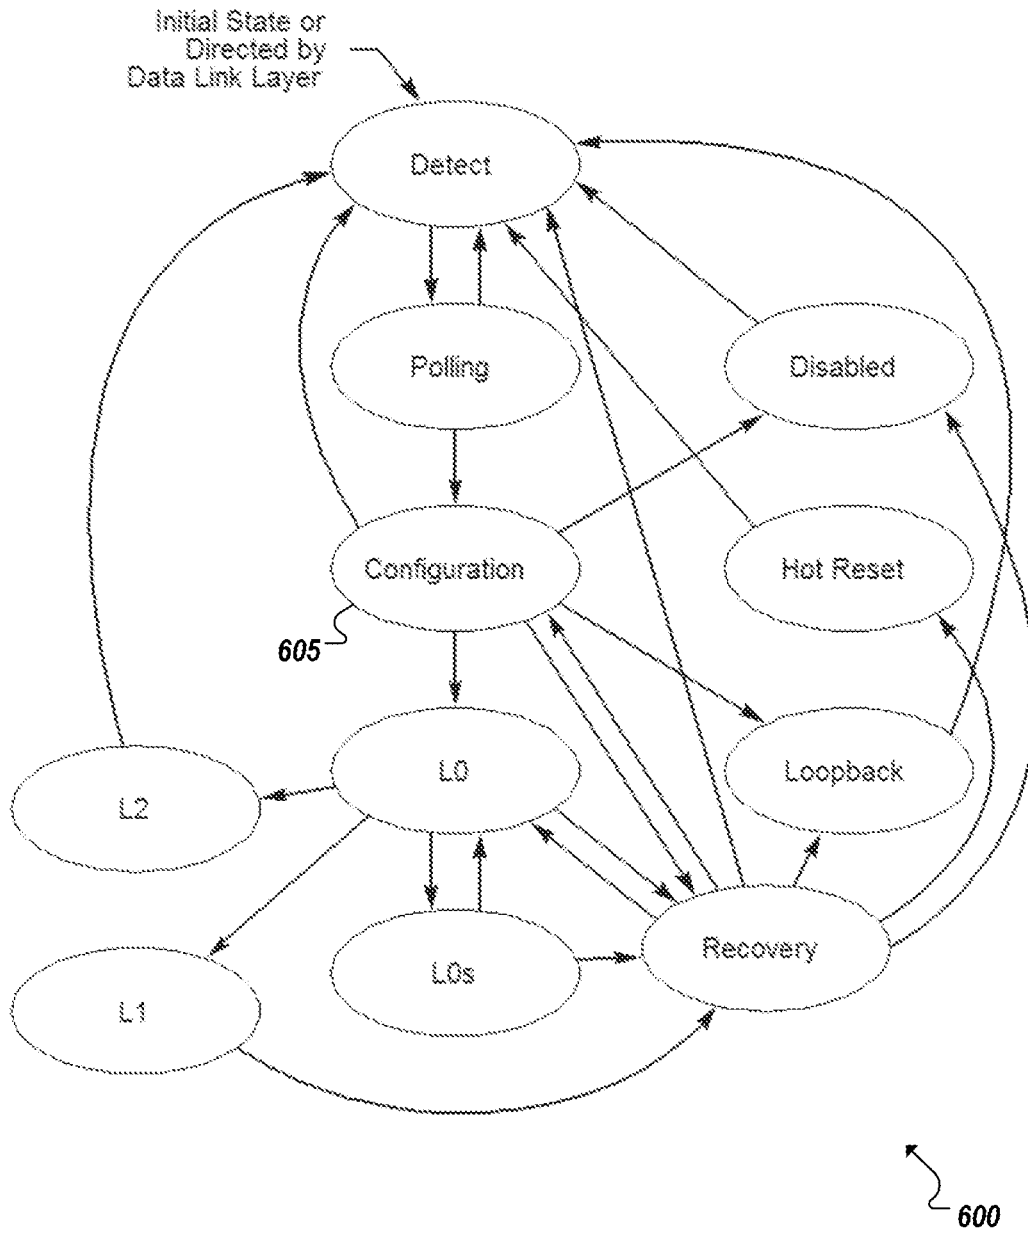 Initial State or
Directed by
Data Link Layer
Detect
Polling
Disabled
Configuration
Hot Reset
605
L0
Loopback
L2
Recovery
L0s
L1
600